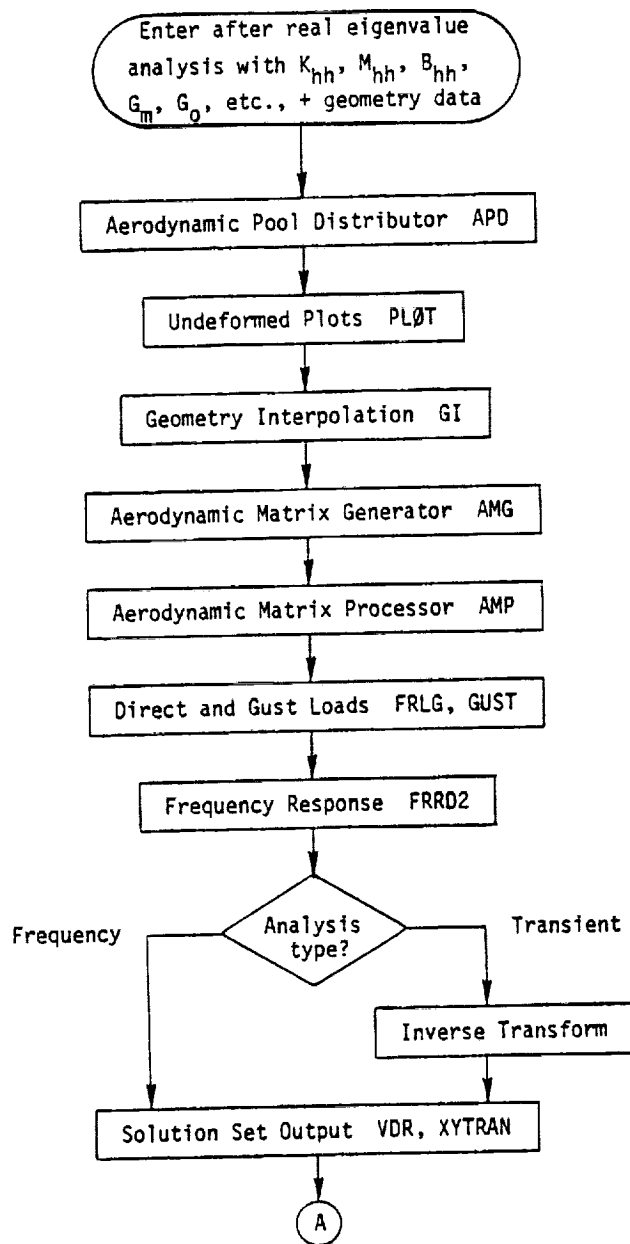 Enter after real eigenvalue
analysis with K_hh, M_hh, B_hh,
G_m, G_o, etc., + geometry data
Aerodynamic Pool Distributor APD
Undeformed Plots PLØT
Geometry Interpolation GI
Aerodynamic Matrix Generator AMG
Aerodynamic Matrix Processor AMP
Direct and Gust Loads FRLG, GUST
Frequency Response FRRD2
Analysis
type?
Frequency
Transient
Inverse Transform
Solution Set Output VDR, XYTRAN
A